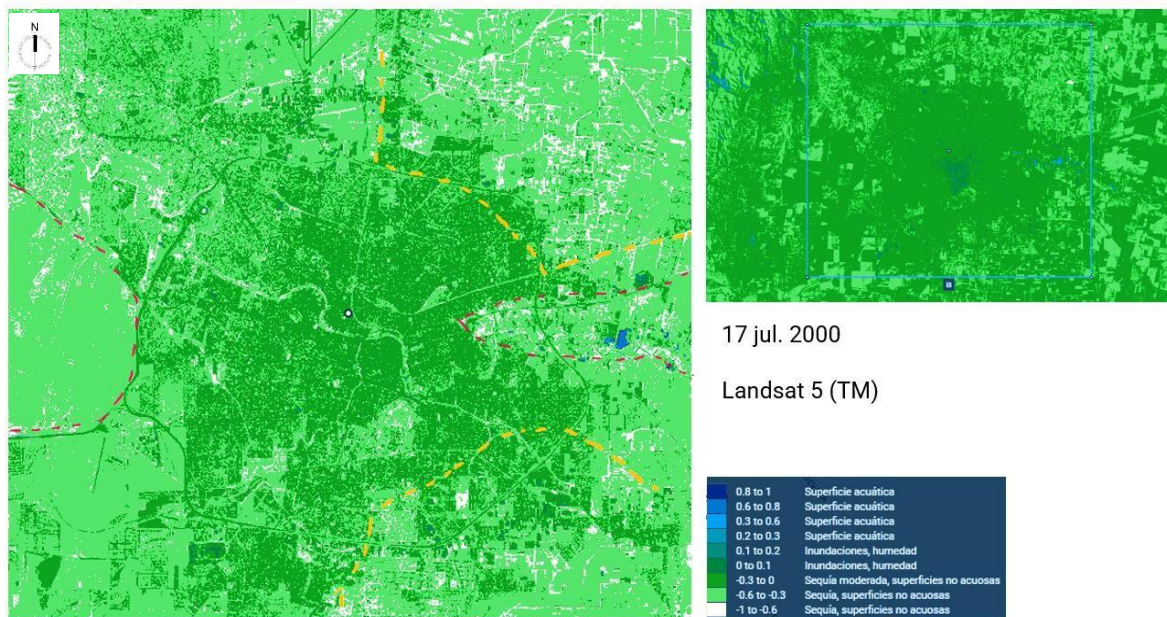 N
17 jul. 2000
Landsat 5 (TM)
0.8 to 1 Superficie acuática
0.6 to 0.8 Superficie acuática
0.3 to 0.6 Superficie acuática
0.2 to 0.3 Superficie acuática
0.1 to 0.2 Inundaciones, humedad
0 to 0.1 Inundaciones, humedad
-0.3 to 0 Sequía moderada, superficies no acuosas
-0.6 to -0.3 Sequía, superficies no acuosas
-1 to -0.6 Sequía, superficies no acuosas